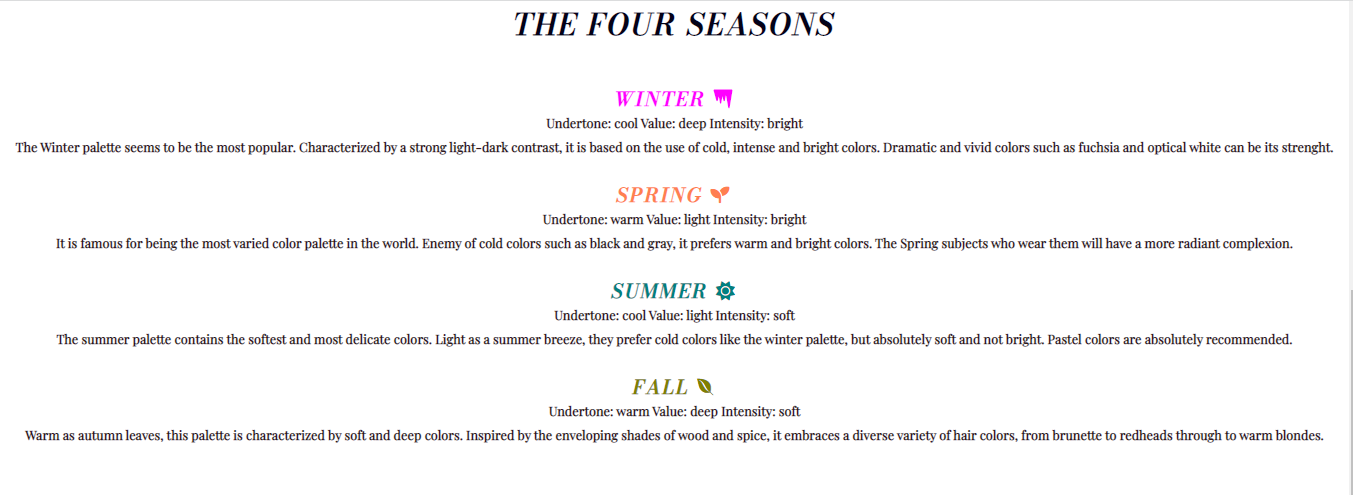 THE FOUR SEASONS
WINTER
Undertone: cool Value: deep Intensity: bright
The Winter palette seems to be the most popular. Characterized by a strong light-dark contrast, it is based on the use of cold, intense and bright colors. Dramatic and vivid colors such as fuchsia and optical white can be its strenght.
SPRING
Undertone: warm Value: light Intensity: bright
It is famous for being the most varied color palette in the world. Enemy of cold colors such as black and gray, it prefers warm and bright colors. The Spring subjects who wear them will have a more radiant complexion.
SUMMER
Undertone: cool Value: light Intensity: soft
The summer palette contains the softest and most delicate colors. Light as a summer breeze, they prefer cold colors like the winter palette, but absolutely soft and not bright. Pastel colors are absolutely recommended.
FALL
Undertone: warm Value: deep Intensity: soft
Warm as autumn leaves, this palette is characterized by soft and deep colors. Inspired by the enveloping shades of wood and spice, it embraces a diverse variety of hair colors, from brunette to redheads through to warm blondes.